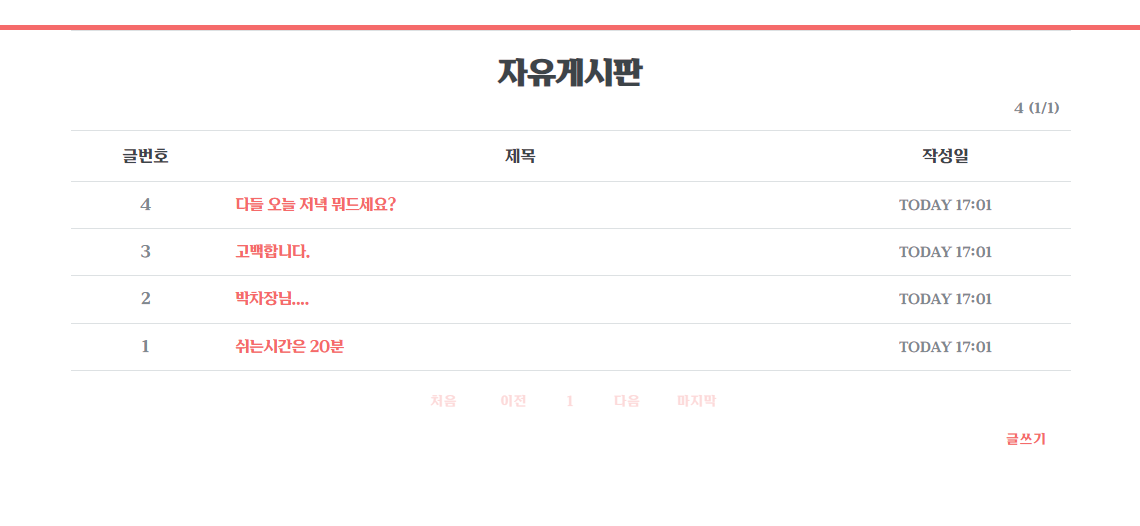 자유게시판
4 (1/1)
글번호 제목 작성일
4 다들 오늘 저녁 뭐드세요? TODAY 17:01
3 고백합니다. TODAY 17:01
2 박차장님.... TODAY 17:01
1 쉬는시간은 20분 TODAY 17:01
처음 이전 1 다음 마지막
글쓰기